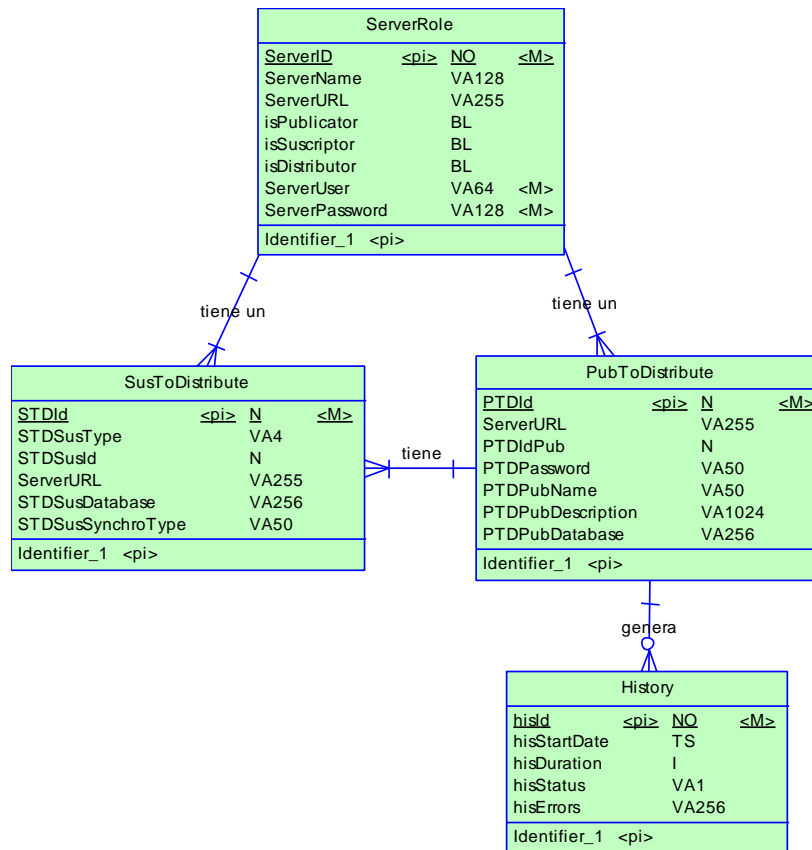 ServerRole
ServerID <pi> NO <M>
ServerName VA128
ServerURL VA255
isPublicator BL
isSuscriptor BL
isDistributor BL
ServerUser VA64 <M>
ServerPassword VA128 <M>
Identifier_1 <pi>
tiene un
tiene un
SusToDistribute
STDId <pi> N <M>
STDSusType VA4
STDSusId N
ServerURL VA255
STDSusDatabase VA256
STDSusSynchroType VA50
Identifier_1 <pi>
tiene
PubToDistribute
PTDId <pi> N <M>
ServerURL VA255
PTDIdPub N
PTDPassword VA50
PTDPubName VA50
PTDPubDescription VA1024
PTDPubDatabase VA256
Identifier_1 <pi>
genera
History
hisId <pi> NO <M>
hisStartDate TS
hisDuration I
hisStatus VA1
hisErrors VA256
Identifier_1 <pi>